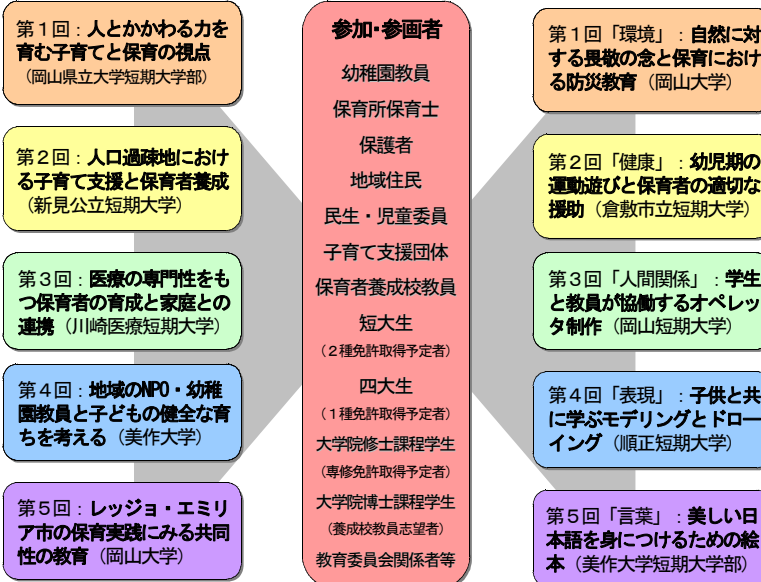 第１回：人とかかわる力を
育む子育てと保育の視点
（岡山県立大学短期大学部）
第２回：人口過疎地におけ
る子育て支援と保育者養成
（新見公立短期大学）
第３回：医療の専門性をも
つ保育者の育成と家庭との
連携（川崎医療短期大学）
第４回：地域のNPO・幼稚
園教員と子どもの健全な育
ちを考える（美作大学）
第５回：レッジョ・エミリ
ア市の保育実践にみる共同
性の教育（岡山大学）
参加・参画者
幼稚園教員
保育所保育士
保護者
地域住民
民生・児童委員
子育て支援団体
保育者養成校教員
短大生
（２種免許取得予定者）
四大生
（１種免許取得予定者）
大学院修士課程学生
（専修免許取得予定者）
大学院博士課程学生
（養成校教員志望者）
教育委員会関係者等
第１回「環境」：自然に対
する畏敬の念と保育におけ
る防災教育（岡山大学）
第２回「健康」：幼児期の
運動遊びと保育者の適切な
援助（倉敷市立短期大学）
第３回「人間関係」：学生
と教員が協働するオペレッ
タ制作（岡山短期大学）
第４回「表現」：子供と共
に学ぶモデリングとドロー
イング（順正短期大学）
第５回「言葉」：美しい日
本語を身につけるための絵
本（美作大学短期大学部）